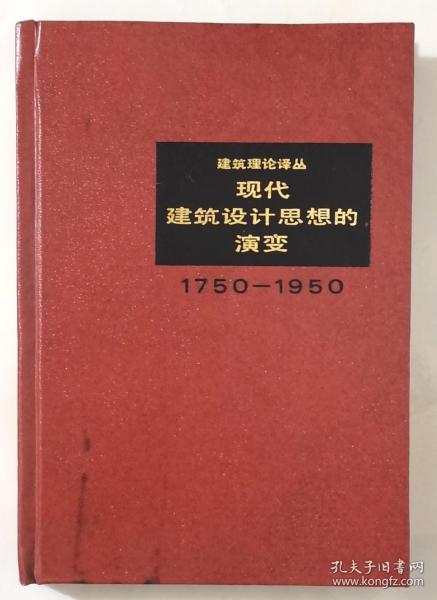 建筑理论译丛
现代
建筑设计思想的
演变
1750-1950
孔夫子旧书网
www.kongfz.com